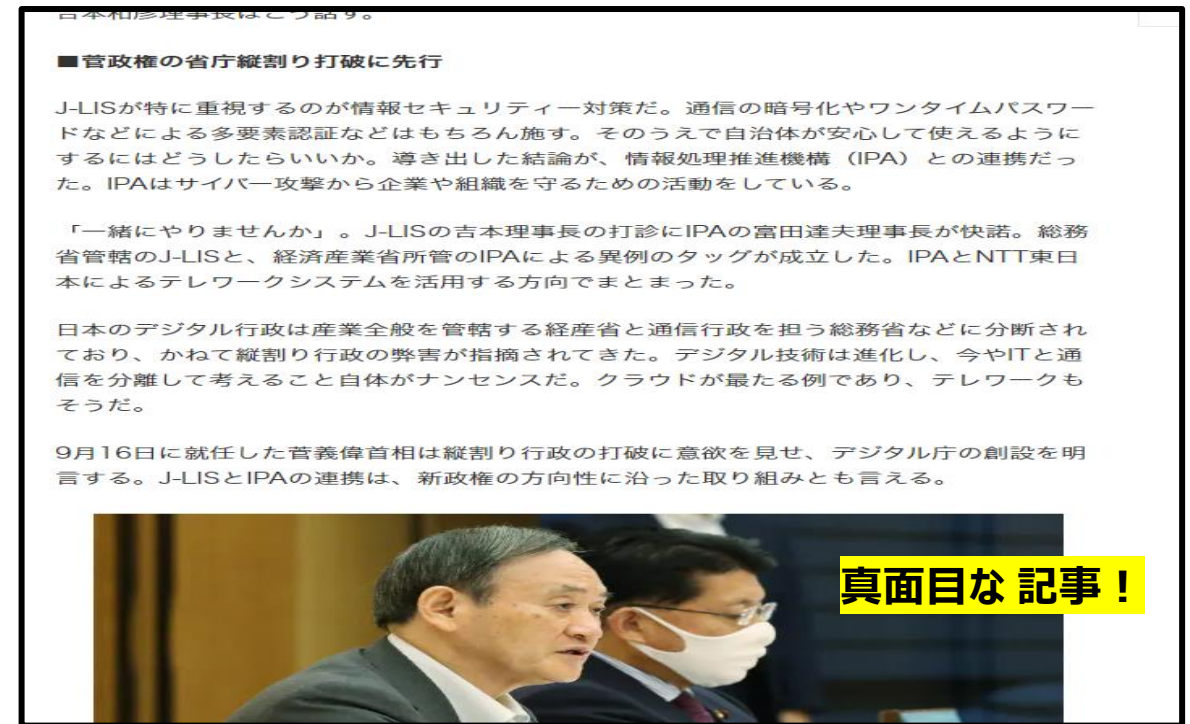 吉本和彦理事長はこう話す。
■菅政権の省庁縦割り打破に先行
J-LISが特に重視するのが情報セキュリティー対策だ。通信の暗号化やワンタイムパスワー
ドなどによる多要素認証などはもちろん施す。そのうえで自治体が安心して使えるように
するにはどうしたらいいか。導き出した結論が、情報処理推進機構（IPA）との連携だっ
た。IPAはサイバー攻撃から企業や組織を守るための活動をしている。
「一緒にやりませんか」。J-LISの吉本理事長の打診にIPAの富田達夫理事長が快諾。総務
省管轄のJ-LISと、経済産業省所管のIPAによる異例のタッグが成立した。IPAとNTT東日
本によるテレワークシステムを活用する方向でまとまった。
日本のデジタル行政は産業全般を管轄する経産省と通信行政を担う総務省などに分断され
ており、かねて縦割り行政の弊害が指摘されてきた。デジタル技術は進化し、今やITと通
信を分離して考えること自体がナンセンスだ。クラウドが最たる例であり、テレワークも
そうだ。
9月16日に就任した菅義偉首相は縦割り行政の打破に意欲を見せ、デジタル庁の創設を明
言する。J-LISとIPAの連携は、新政権の方向性に沿った取り組みとも言える。
真面目な 記事！